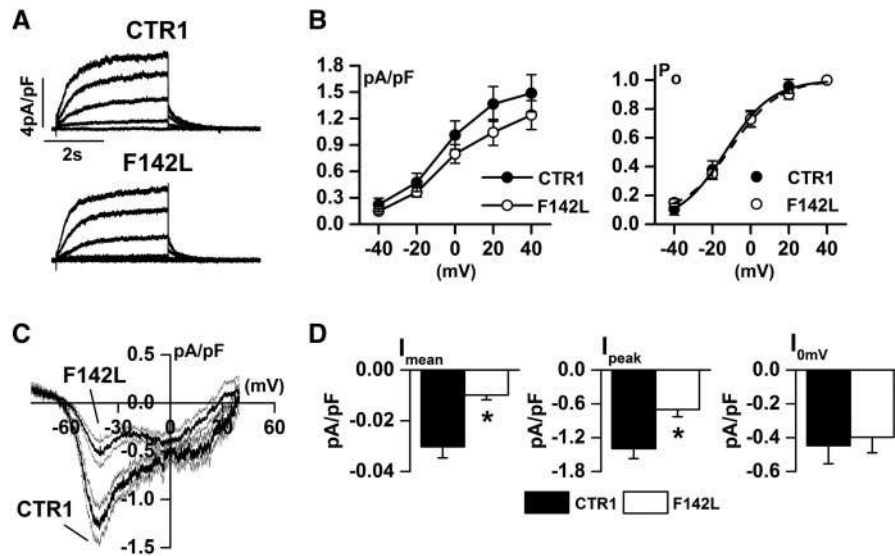 A
CTR1
4pA/pF
2s
F142L
B
pA/pF
1.8
1.5
1.2
0.9
0.6
0.3
0.0
CTR1
F142L
-40 -20 0 20 40
(mV)
Po
1.0
0.8
0.6
0.4
0.2
0.0
CTR1
F142L
-40 -20 0 20 40
(mV)
C
0.5
pA/pF
F142L
(mV)
0.0
-60 -30 0 30 60
-0.5
CTR1
-1.0
-1.5
D
Imean
0.00
-0.02
-0.04
pA/pF
*
Ipeak
0.0
-0.6
-1.2
-1.8
pA/pF
*
I0mV
0.0
-0.2
-0.4
-0.6
pA/pF
CTR1 F142L